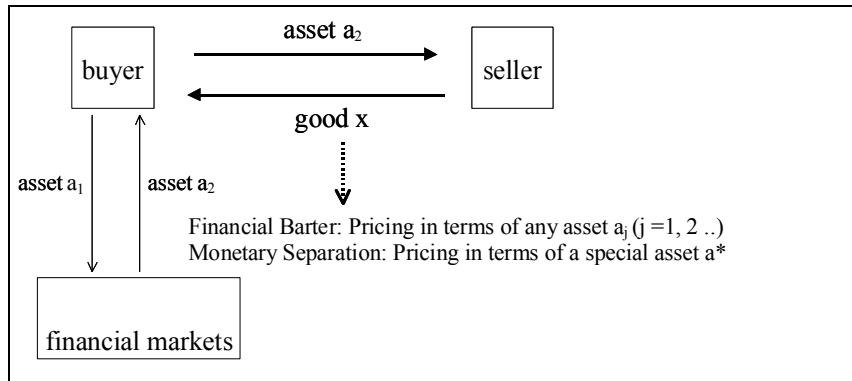 asset a₂
buyer
seller
good x
asset a₁
asset a₂
Financial Barter: Pricing in terms of any asset aⱼ (j =1, 2 ..)
Monetary Separation: Pricing in terms of a special asset a*
financial markets